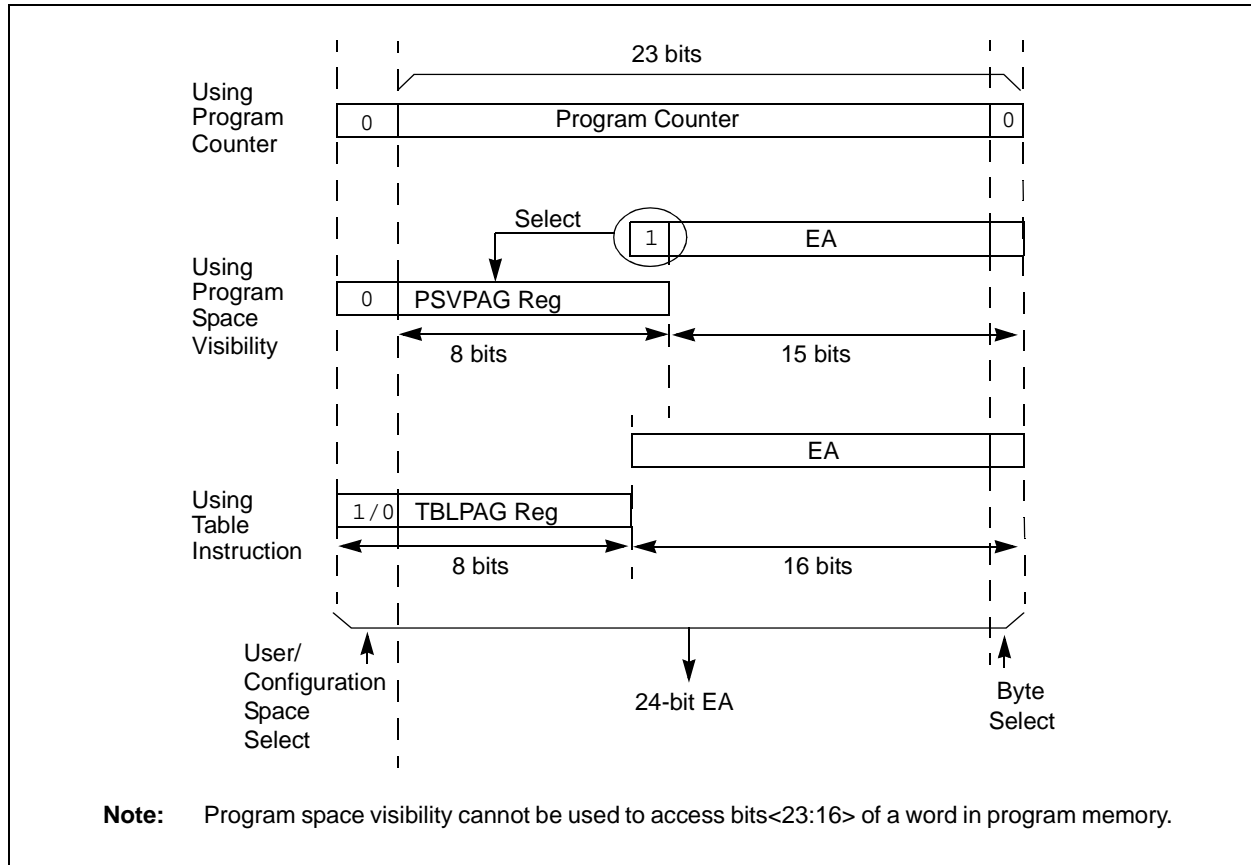 23 bits
Using
Program
Counter
0
Program Counter
0
Select
1
EA
Using
Program
Space
Visibility
0
PSVPAG Reg
8 bits
15 bits
EA
Using
Table
Instruction
1/0
TBLPAG Reg
8 bits
16 bits
User/
Configuration
Space
Select
24-bit EA
Byte
Select
Note: Program space visibility cannot be used to access bits<23:16> of a word in program memory.